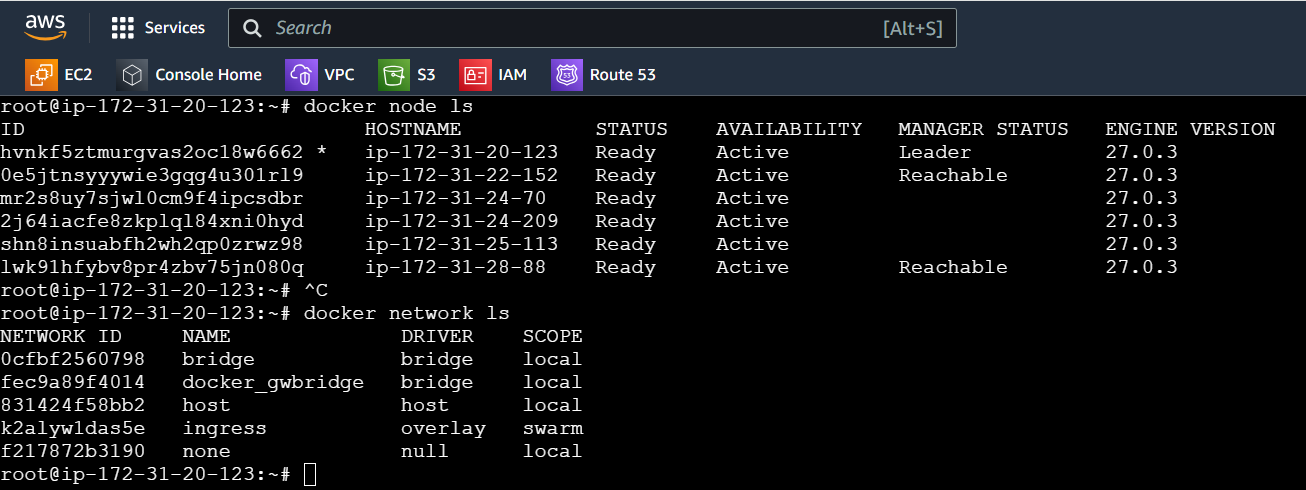 aws
Services
Search
[Alt+S]
EC2
Console Home
VPC
S3
IAM
53
Route 53
root@ip-172-31-20-123:~# docker node ls
ID HOSTNAME STATUS AVAILABILITY MANAGER STATUS ENGINE VERSION
hvnkf5ztmurgvas2ocl8w6662 * ip-172-31-20-123 Ready Active Leader 27.0.3
0e5jtnsyyywie3gqg4u301rl9 ip-172-31-22-152 Ready Active Reachable 27.0.3
mr2s8uy7sjwl0cm9f4ipcsdbr ip-172-31-24-70 Ready Active 27.0.3
2j64iacfe8zkplql84xni0hyd ip-172-31-24-209 Ready Active 27.0.3
shn8insuabfh2wh2qp0zrwz98 ip-172-31-25-113 Ready Active 27.0.3
lwk91hfybv8pr4zbv75jn080q ip-172-31-28-88 Ready Active Reachable 27.0.3
root@ip-172-31-20-123:~# ^C
root@ip-172-31-20-123:~# docker network ls
NETWORK ID NAME DRIVER SCOPE
0cfbf2560798 bridge bridge local
fec9a89f4014 docker_gwbridge bridge local
831424f58bb2 host host local
k2alyw1das5e ingress overlay swarm
f217872b3190 none null local
root@ip-172-31-20-123:~#